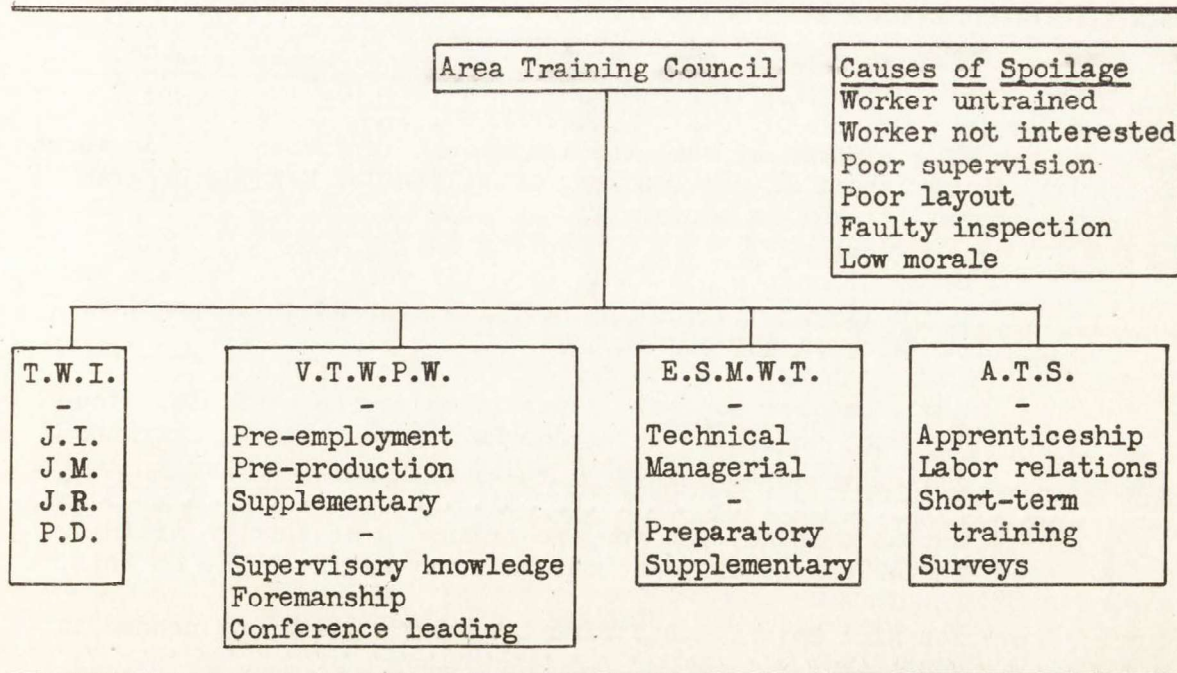 Area Training Council
Causes of Spoilage
Worker untrained
Worker not interested
Poor supervision
Poor layout
Faulty inspection
Low morale
T.W.I.
-
J.I.
J.M.
J.R.
P.D.
V.T.W.P.W.
-
Pre-employment
Pre-production
Supplementary
-
Supervisory knowledge
Foremanship
Conference leading
E.S.M.W.T.
-
Technical
Managerial
-
Preparatory
Supplementary
A.T.S.
-
Apprenticeship
Labor relations
Short-term
training
Surveys